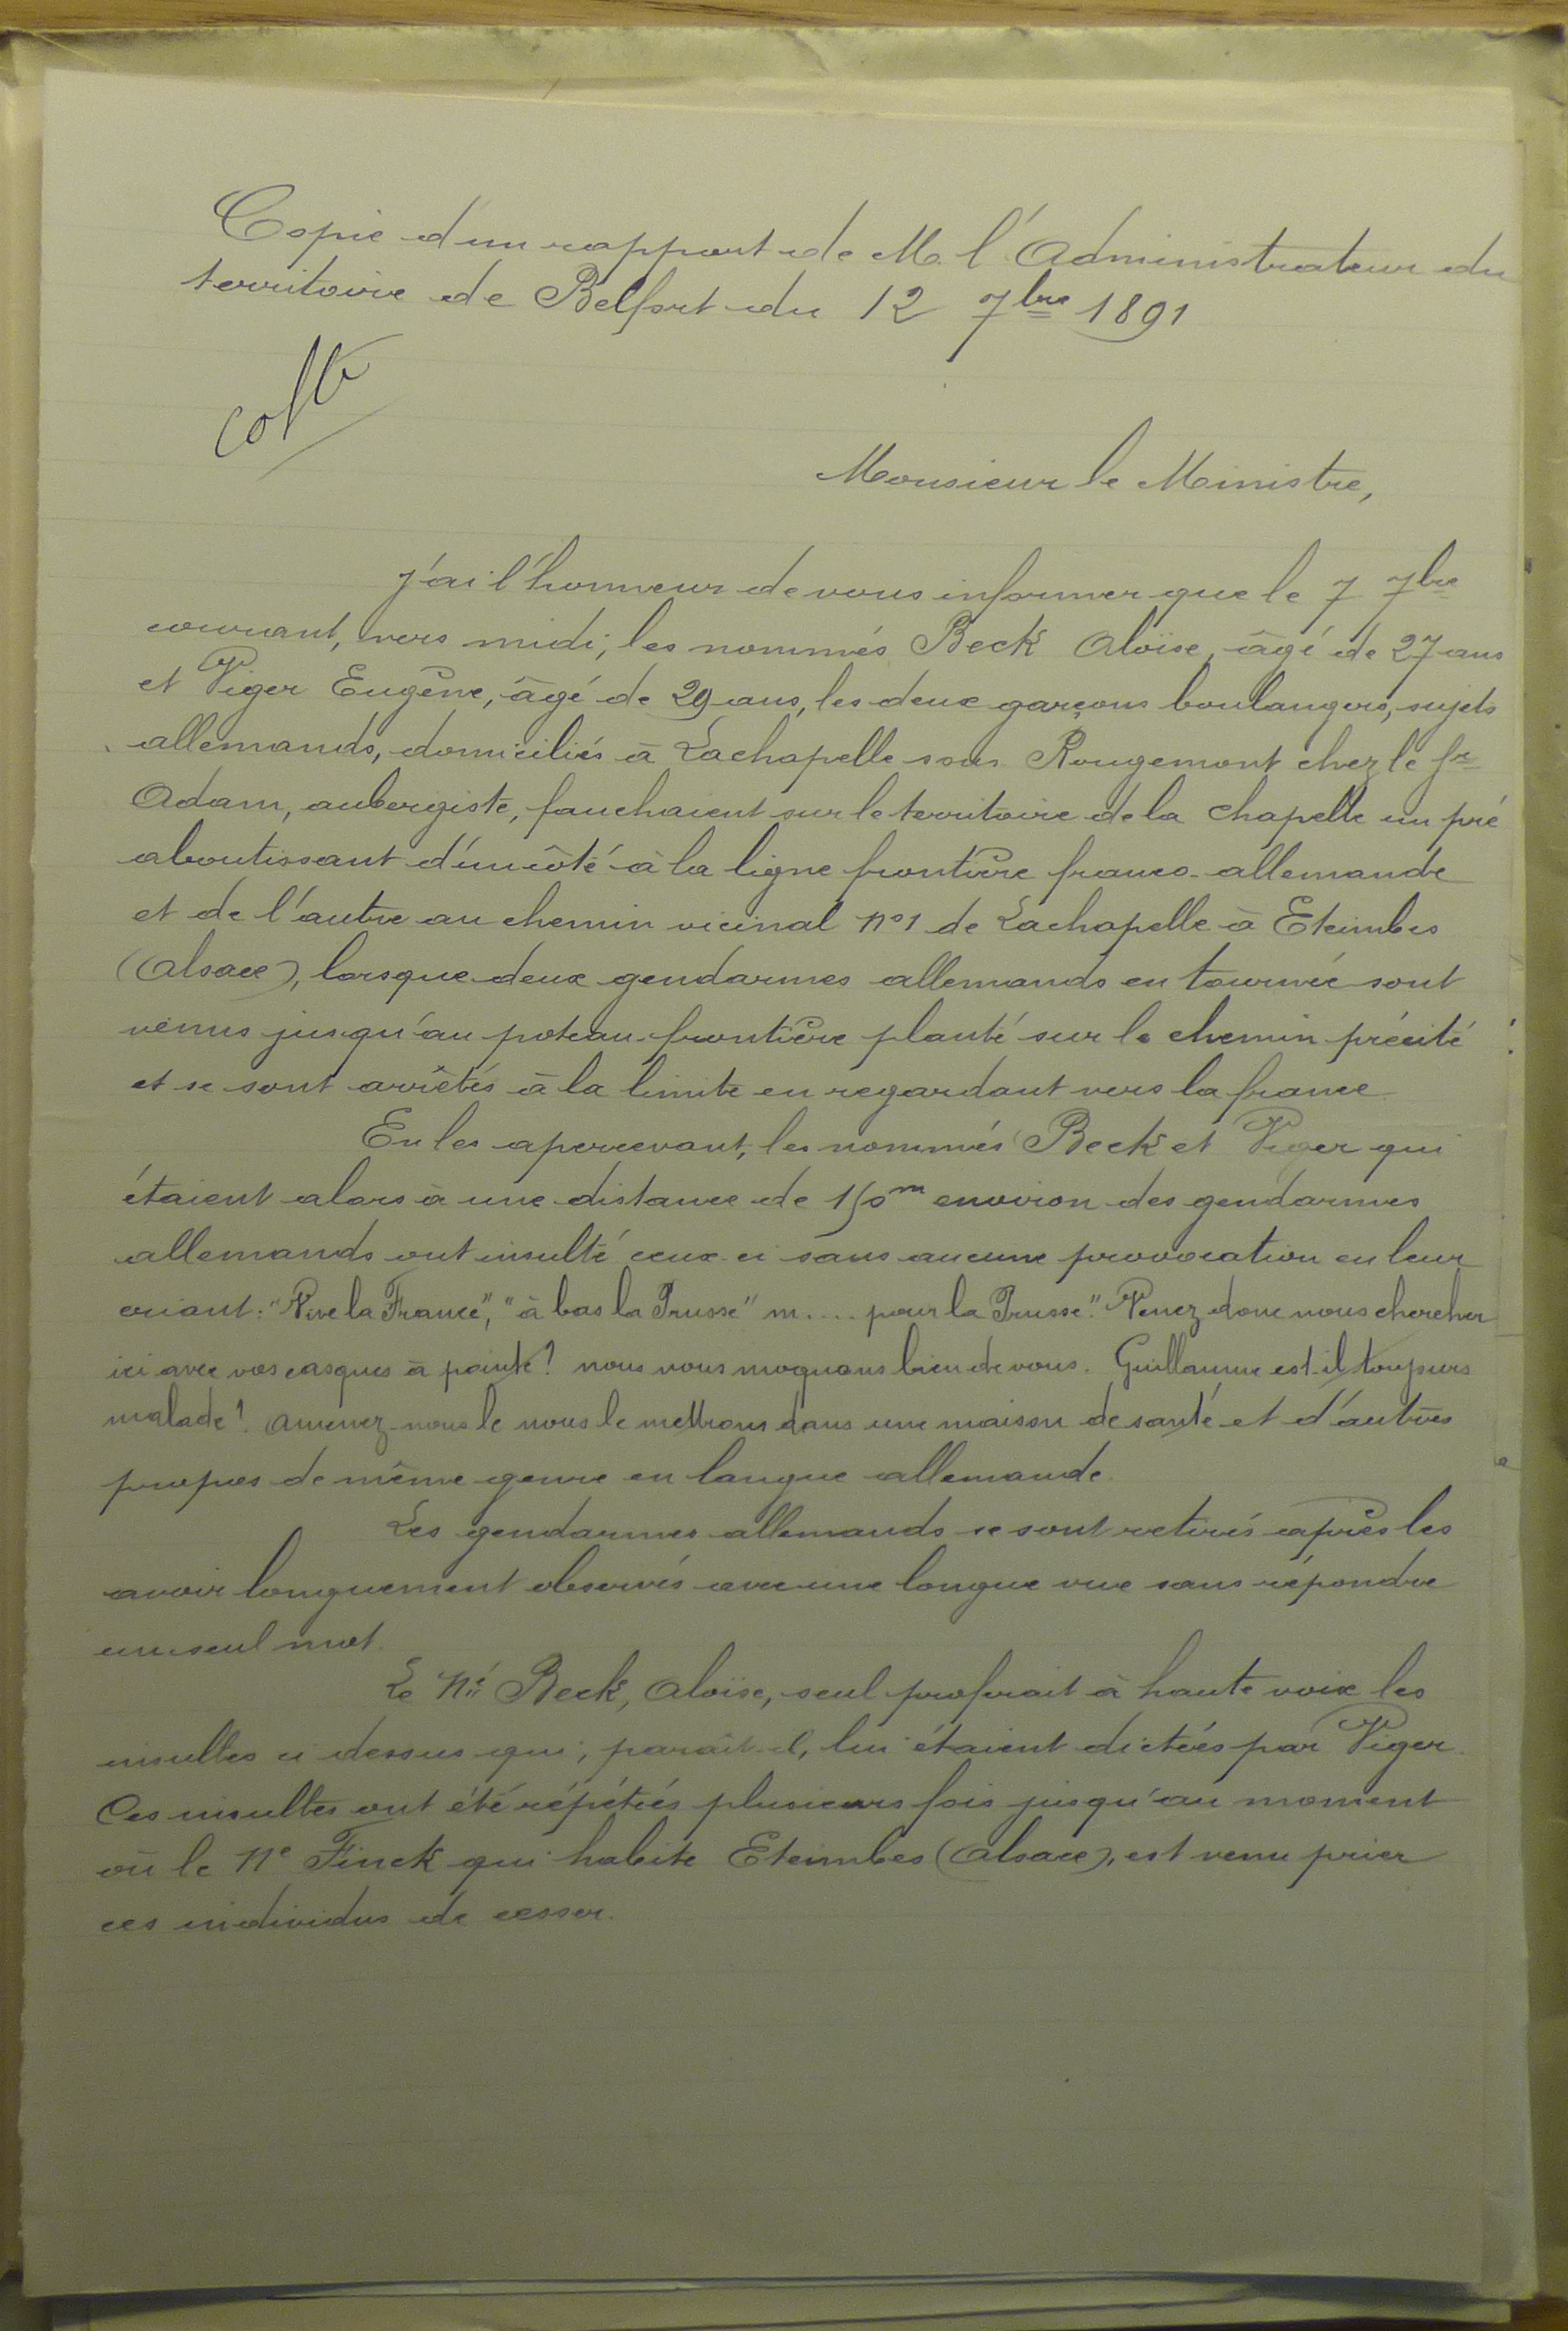 Copie d'un rapport de M. l'Administrateur du
territoire de Belfort du 12 7bre 1891
Monsieur le Ministre,
j'ai l'honneur de vous informer que le 7 7bre
courant, vers midi, les nommés Beck Aloïse, âgé de 27 ans
et Viger Eugène, âgé de 29 ans, les deux garçons boulangers, sujets
allemands, domiciliés à Lachapelle sous Rougemont chez le sr
Adam, aubergiste, fauchaient sur le territoire de la chapelle un pré
aboutissant d'un côté à la ligne frontière franco-allemande
et de l'autre au chemin vicinal no 1 de Lachapelle à Eteimbes
(Alsace), lorsque deux gendarmes allemands en tournée sont
venus jusqu'au poteau-frontière planté sur le chemin précité
et se sont arrêtés à la limite en regardant vers la france
En les apercevant, les nommés Beck et Viger qui
étaient alors à une distance de 150m environ des gendarmes
allemands ont insulté ceux-ci sans aucune provocation en leur
criant: "Vive la France", "à bas la Prusse" m.... pour la Prusse". Venez donc nous chercher
ici avec vos casques à pointe! nous nous moquons bien de vous. Guillaume est-il toujours
malade? amenez-nous le nous le mettrons dans une maison de santé et d'autres
propos de même genre en langue allemande.
Les gendarmes allemands se sont retirés après les
avoir longuement observés avec une longue vue sans répondre
un seul mot.
Le né Beck, Aloïse, seul proferait à haute voix les
insultes ci dessus qui, parait-il, lui étaient dictées par Viger.
Ces insultes ont été répétées plusieurs fois jusqu'au moment
où le Ne Finck qui habite Eteimbes (Alsace), est venu prier
ces individus de cesser.